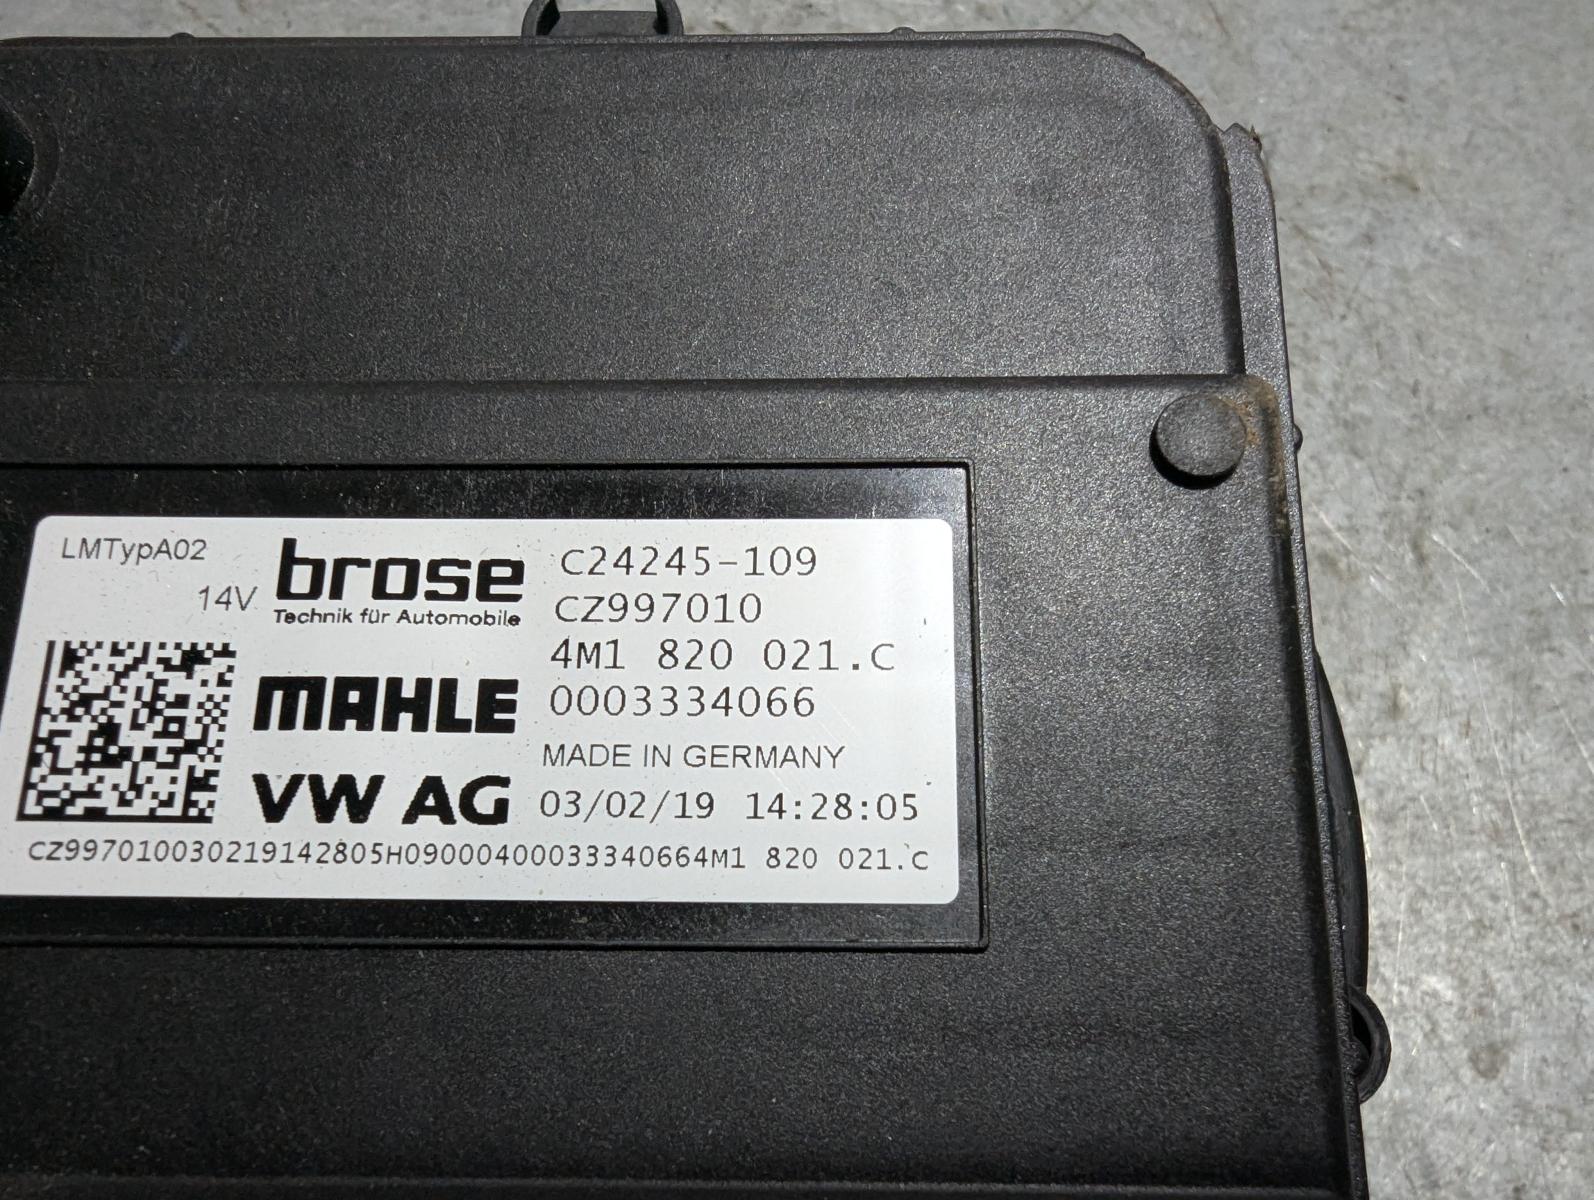 LMTypA02
14V
brose
Technik für Automobile
C24245-109
CZ997010
4M1 820 021.C
0003334066
MAHLE
MADE IN GERMANY
VW AG
03/02/19 14:28:05
CZ997010030219142805H09000400033340664M1 820 021.C